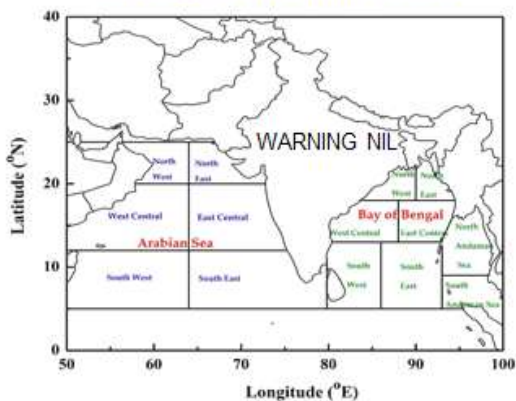 40
30
20
10
0
Latitude (°N)
WARNING NIL
North
West
North
East
North
West
North
East
West Central
East Central
Bay of Bengal
West Central
East Central
North
Andaman
Sea
Arabian Sea
South West
South East
South
West
South
East
South
Andaman Sea
50 60 70 80 90 100
Longitude (°E)